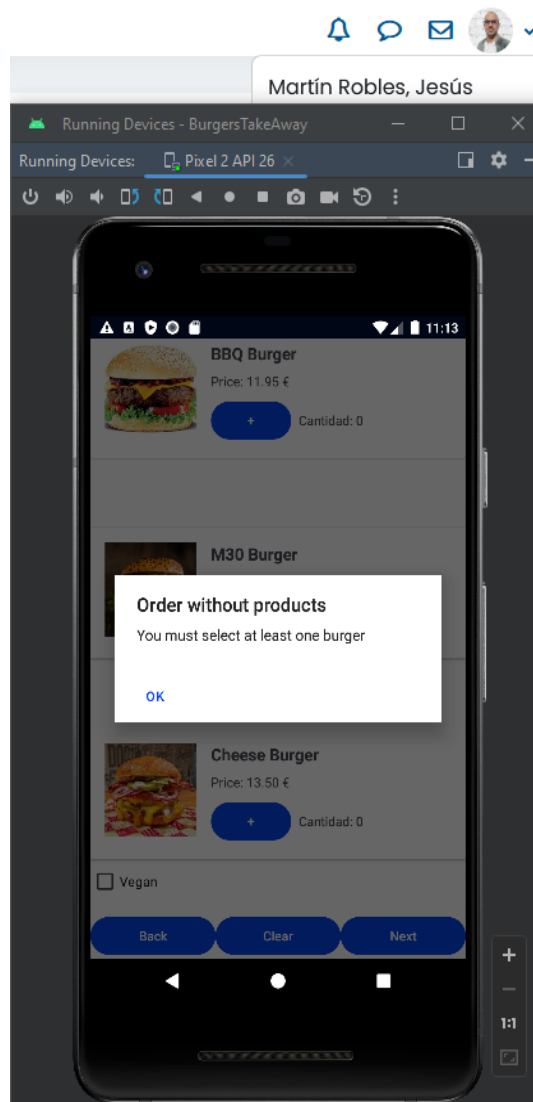 Martín Robles, Jesús
Running Devices - BurgersTakeAway
Running Devices:
Pixel 2 API 26
11:13
BBQ Burger
Price: 11.95 €
+
Cantidad: 0
M30 Burger
Order without products
You must select at least one burger
OK
Cheese Burger
Price: 13.50 €
+
Cantidad: 0
Vegan
Back
Clear
Next
1:1